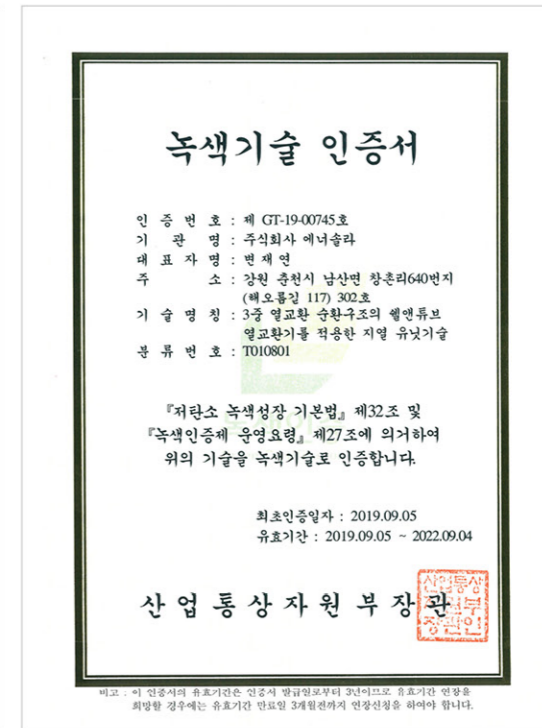 녹색기술 인증서
인 증 번 호 : 제 GT-19-00745호
기 관 명 : 주식회사 에너솔라
대 표 자 명 : 변재연
주 소 : 강원 춘천시 남산면 창촌리640번지
(해오름길 117) 302호
기 술 명 칭 : 3중 열교환 순환구조의 쉘앤튜브
열교환기를 적용한 지열 유닛기술
분 류 번 호 : T010801
『저탄소 녹색성장 기본법』 제32조 및
『녹색인증제 운영요령』 제27조에 의거하여
위의 기술을 녹색기술로 인증합니다.
최초인증일자 : 2019.09.05
유효기간 : 2019.09.05 ~ 2022.09.04
산업통상자원부장관
산업통상
자원부
장관인
비고 : 이 인증서의 유효기간은 인증서 발급일로부터 3년이므로 유효기간 연장을
희망할 경우에는 유효기간 만료일 3개월전까지 연장신청을 하여야 합니다.